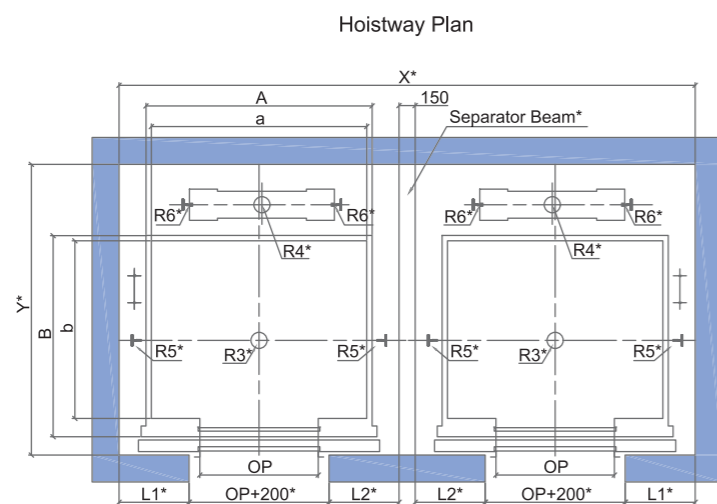 Hoistway Plan
X*
A
150
a
Separator Beam*
R6* R6* R6* R6*
R4* R4*
Y*
B
b
R5* R3* R5* R5* R3* R5*
OP OP
L1* OP+200* L2* L2* OP+200* L1*